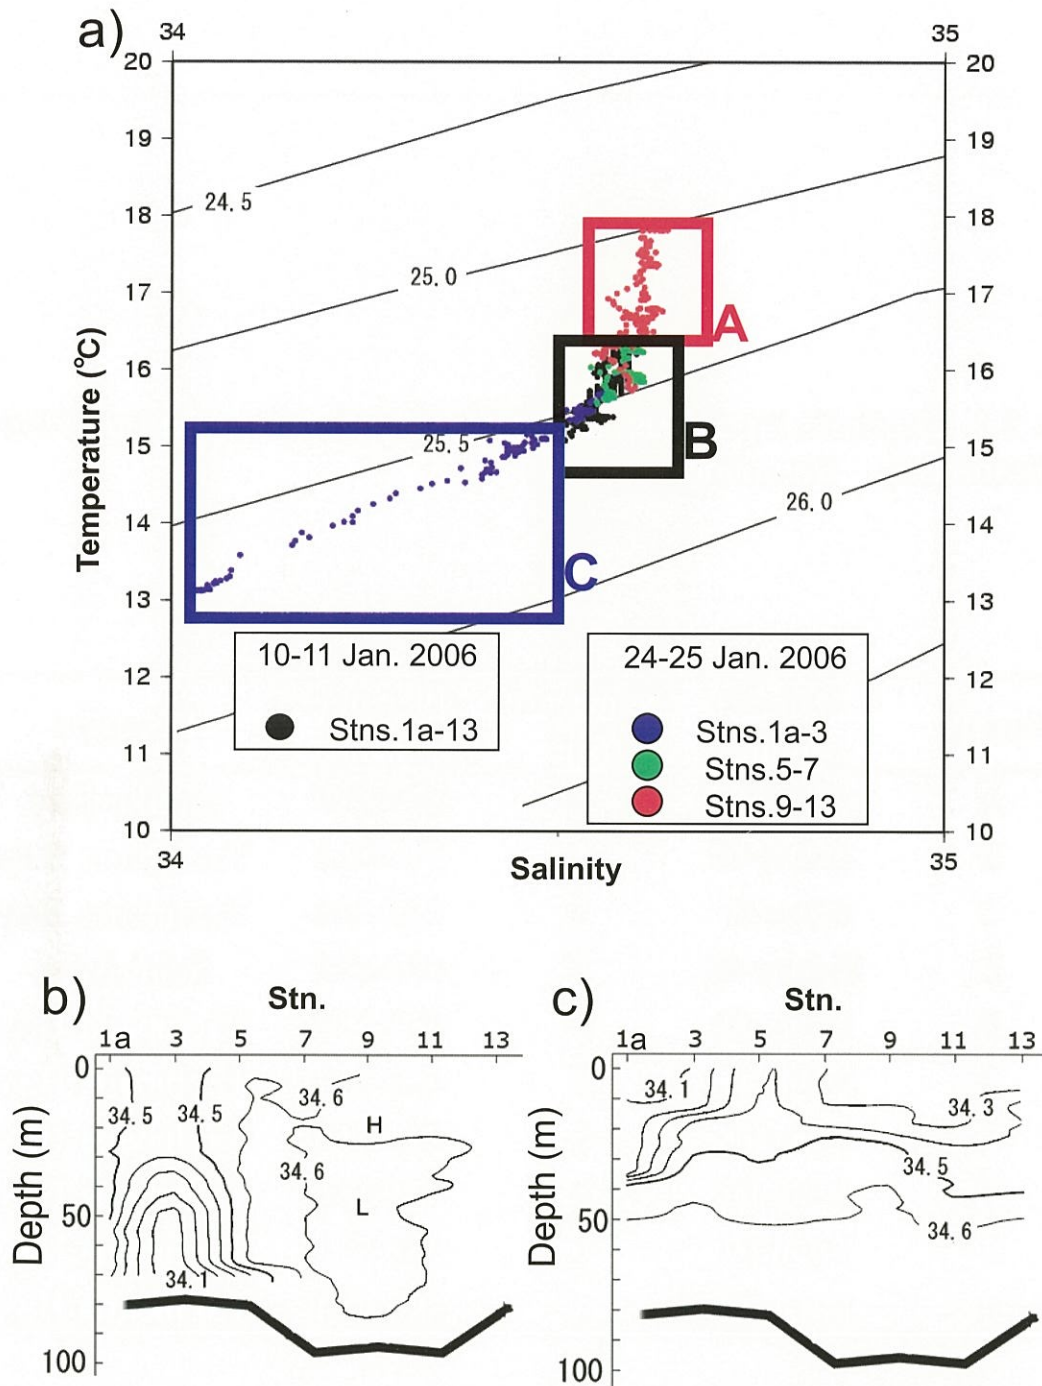 a)
34 35
20 20
19 19
18 18
17 17
16 16
15 15
14 14
13 13
12 12
11 11
10 10
34 35
Temperature (℃)
Salinity
24.5
25.0
25.5
26.0
A
B
C
10-11 Jan. 2006
Stns.1a-13
24-25 Jan. 2006
Stns.1a-3
Stns.5-7
Stns.9-13
b)
Stn.
1a 3 5 7 9 11 13
0
50
100
Depth (m)
34.5 34.5 34.6
H
34.6
L
34.1
c)
Stn.
1a 3 5 7 9 11 13
0
50
100
Depth (m)
34.1
34.3
34.5
34.6